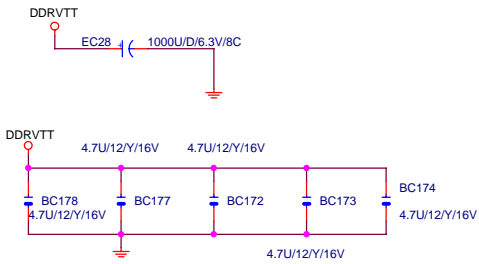 DDRVTT
EC28 + 1000U/D/6.3V/8C
DDRVTT
4.7U/12/Y/16V 4.7U/12/Y/16V
BC178 BC177 BC172 BC173 BC174
4.7U/12/Y/16V 4.7U/12/Y/16V
4.7U/12/Y/16V